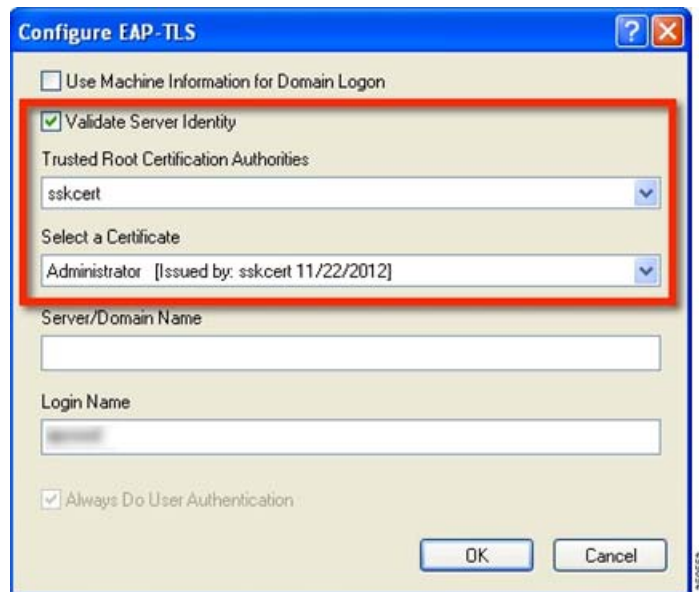 Configure EAP-TLS
Use Machine Information for Domain Logon
Validate Server Identity
Trusted Root Certification Authorities
sskcert
Select a Certificate
Administrator [Issued by: sskcert 11/22/2012]
Server/Domain Name
Login Name
Always Do User Authentication
OK Cancel